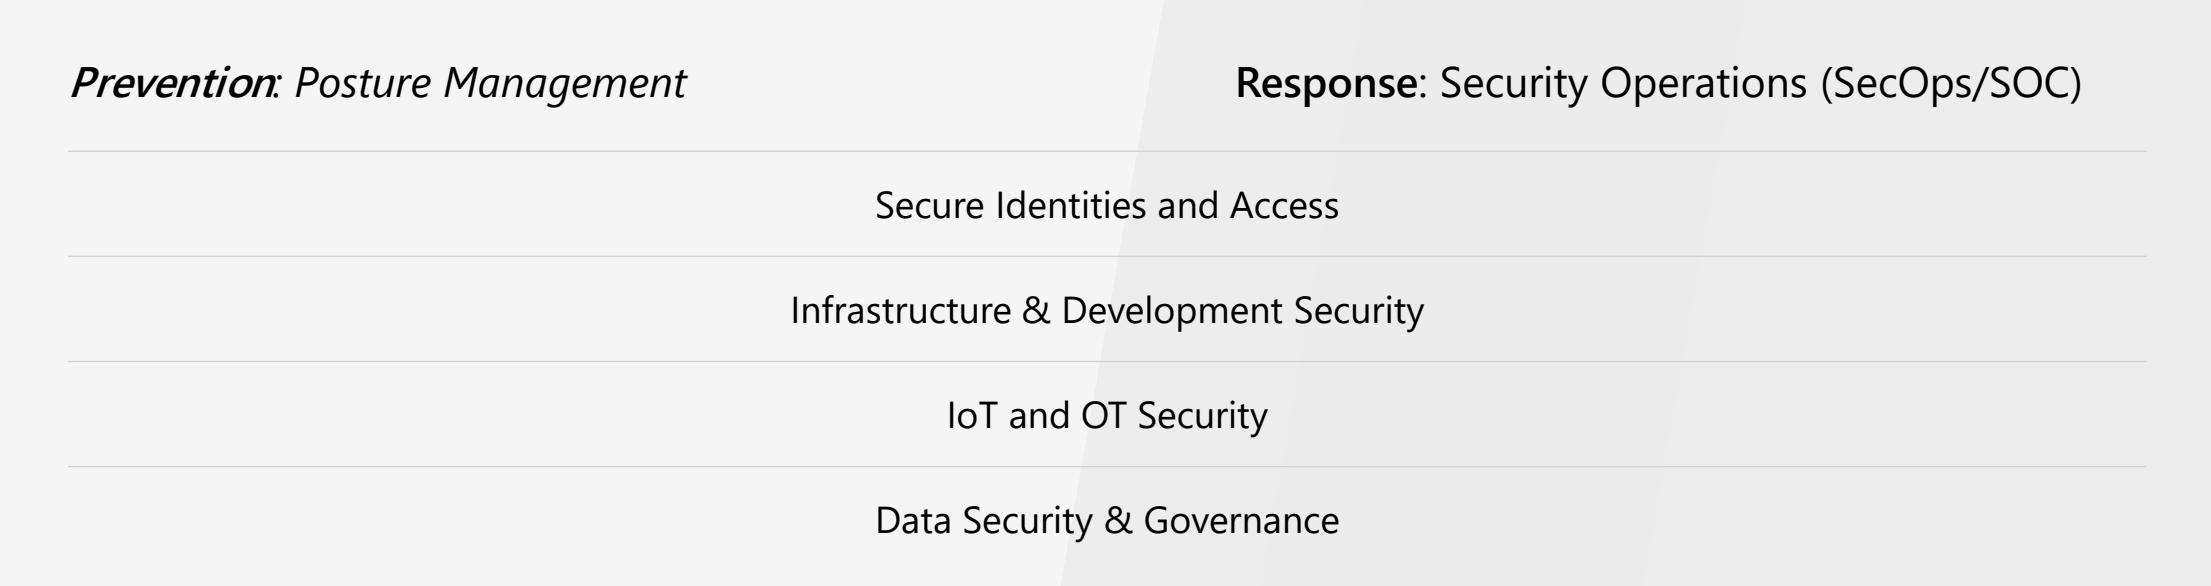 Prevention: Posture Management
Response: Security Operations (SecOps/SOC)
Secure Identities and Access
Infrastructure & Development Security
IoT and OT Security
Data Security & Governance